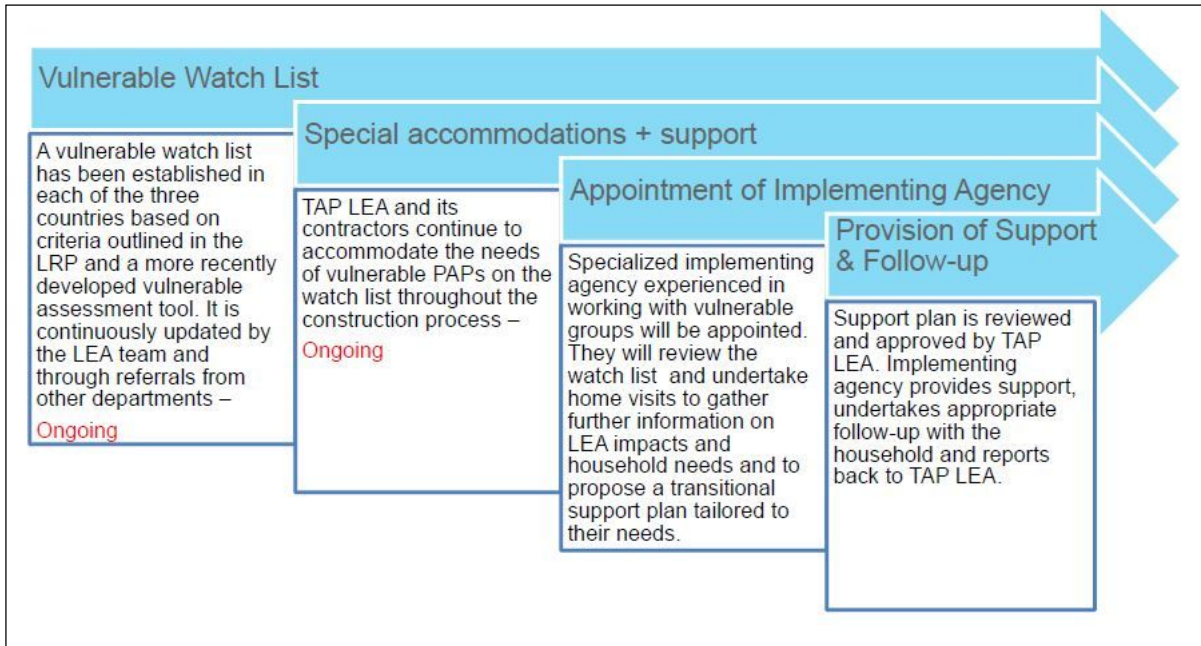 Vulnerable Watch List
A vulnerable watch list
has been established in
each of the three
countries based on
criteria outlined in the
LRP and a more recently
developed vulnerable
assessment tool. It is
continuously updated by
the LEA team and
through referrals from
other departments –
Ongoing
Special accommodations + support
TAP LEA and its
contractors continue to
accommodate the needs
of vulnerable PAPs on the
watch list throughout the
construction process –
Ongoing
Appointment of Implementing Agency
Specialized implementing
agency experienced in
working with vulnerable
groups will be appointed.
They will review the
watch list and undertake
home visits to gather
further information on
LEA impacts and
household needs and to
propose a transitional
support plan tailored to
their needs.
Provision of Support
& Follow-up
Support plan is reviewed
and approved by TAP
LEA. Implementing
agency provides support,
undertakes appropriate
follow-up with the
household and reports
back to TAP LEA.